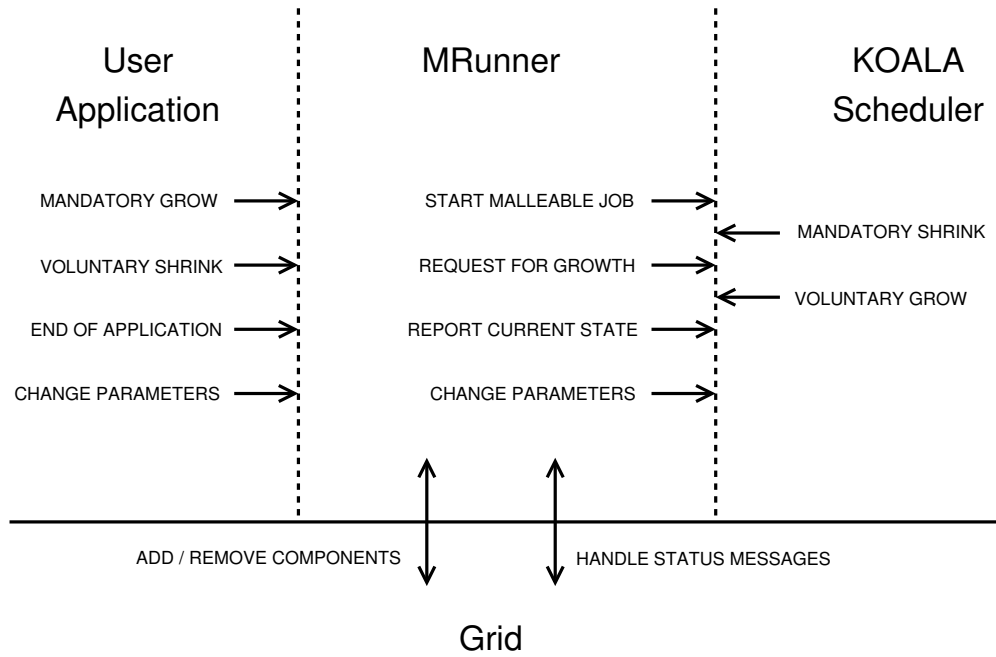 User
Application
MRunner
KOALA
Scheduler
MANDATORY GROW
VOLUNTARY SHRINK
END OF APPLICATION
CHANGE PARAMETERS
START MALLEABLE JOB
REQUEST FOR GROWTH
REPORT CURRENT STATE
CHANGE PARAMETERS
MANDATORY SHRINK
VOLUNTARY GROW
ADD / REMOVE COMPONENTS
HANDLE STATUS MESSAGES
Grid